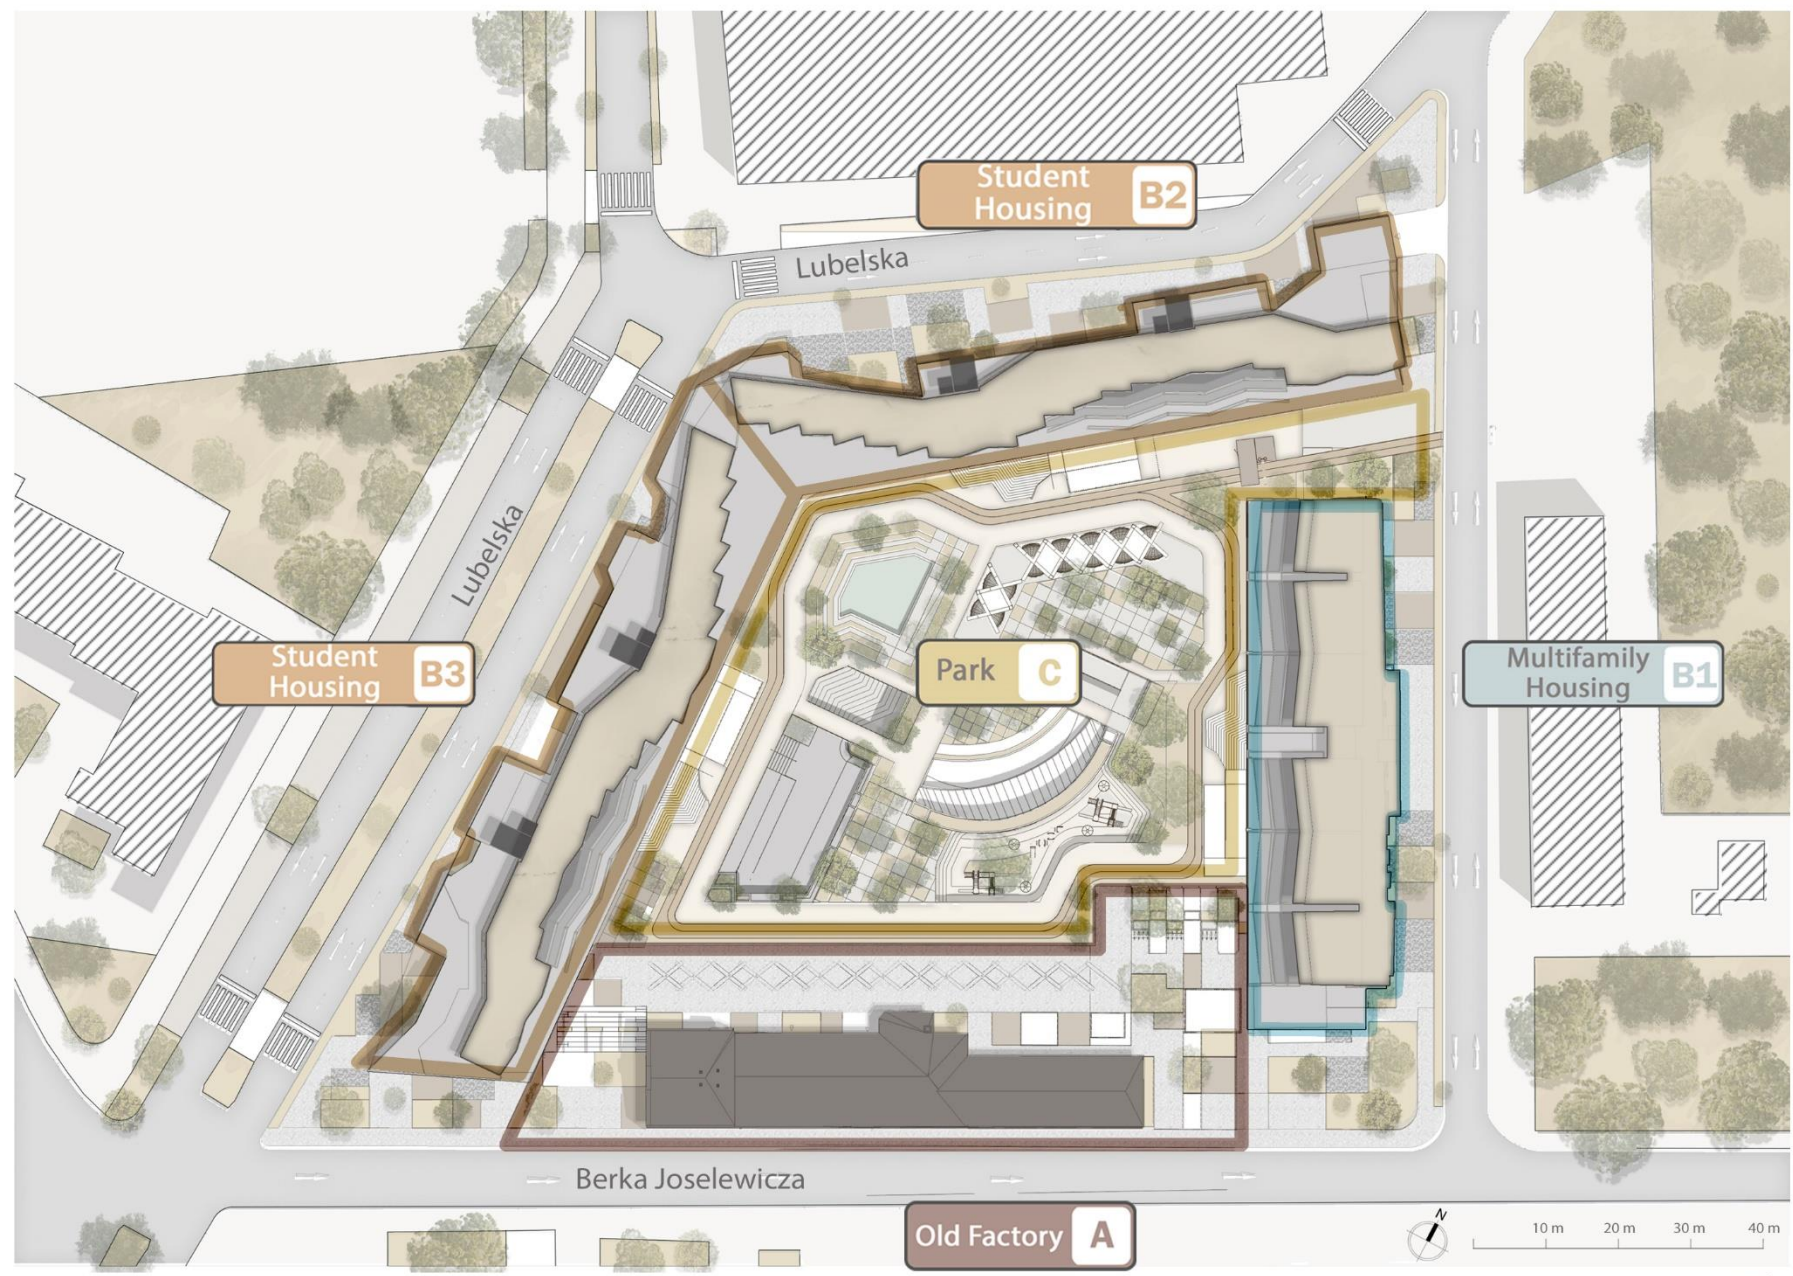 Student
Housing
B2
Lubelska
Lubelska
Student
Housing
B3
Park
C
Multifamily
Housing
B1
Berka Joselewicza
Old Factory
A
N
10 m
20 m
30 m
40 m